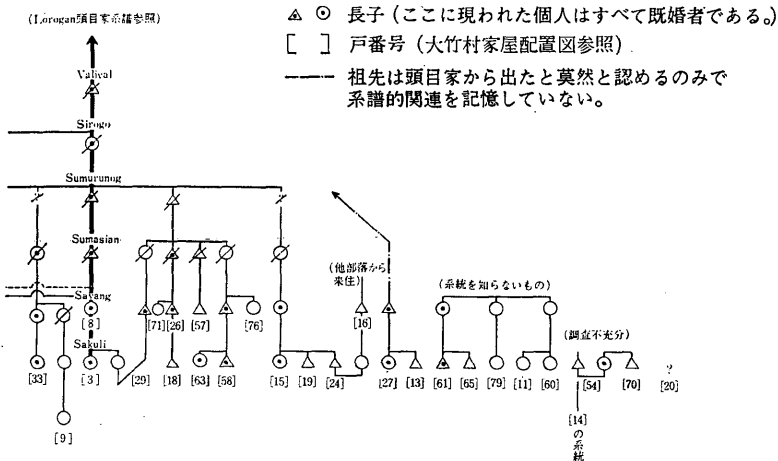 (Lorogan頭目家系譜参照)
長子（ここに現われた個人はすべて既婚者である。）
[ ] 戸番号（大竹村家屋配置図参照）
祖先は頭目家から出たと莫然と認めるのみで
系譜的関連を記憶していない。
Valival
Sirogo
Sumurunog
Sumasian
(他部落から
来住)
(系統を知らないもの)
Sayang
[8] [71] [26] [57] [76] [16]
(調査不充分)
Sakuli
[33] [3] [29] [18] [63] [58] [15] [19] [24] [27] [13] [61] [65] [79] [11] [60] [54] [70] ? [20]
[9]
[14]の系統